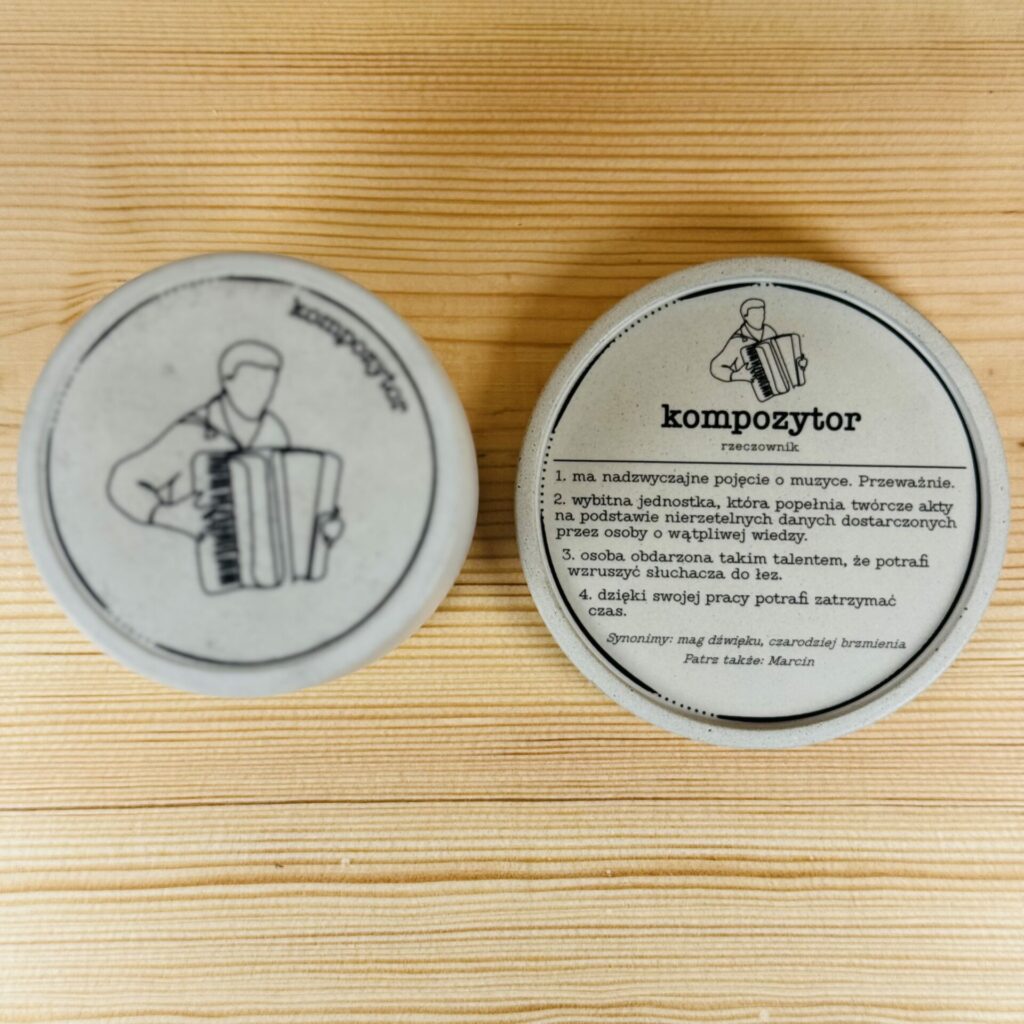 kompozytor
kompozytor
rzeczownik
1. ma nadzwyczajne pojęcie o muzyce. Przeważnie.
2. wybitna jednostka, która popełnia twórcze akty
na podstawie nierzetelnych danych dostarczonych
przez osoby o wątpliwej wiedzy.
3. osoba obdarzona takim talentem, że potrafi
wzruszyć słuchacza do łez.
4. dzięki swojej pracy potrafi zatrzymać
czas.
Synonimy: mag dźwięku, czarodziej brzmienia
Patrz także: Marcin